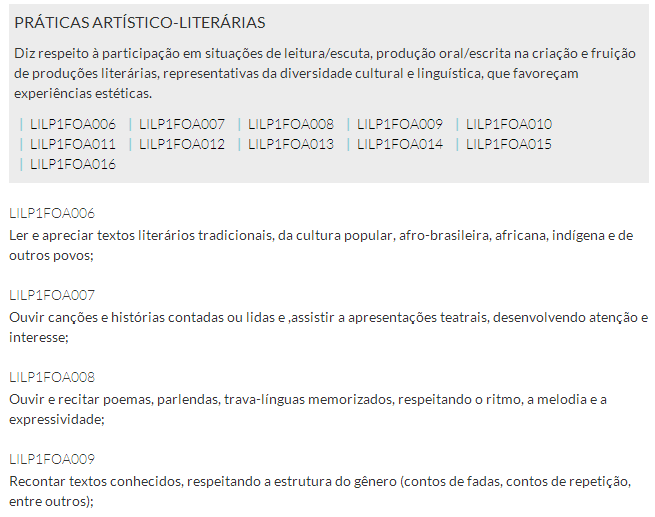 PRÁTICAS ARTÍSTICO-LITERÁRIAS
Diz respeito à participação em situações de leitura/escuta, produção oral/escrita na criação e fruição
de produções literárias, representativas da diversidade cultural e linguística, que favoreçam
experiências estéticas.
| LILP1FOA006 | LILP1FOA007 | LILP1FOA008 | LILP1FOA009 | LILP1FOA010
| LILP1FOA011 | LILP1FOA012 | LILP1FOA013 | LILP1FOA014 | LILP1FOA015
| LILP1FOA016
LILP1FOA006
Ler e apreciar textos literários tradicionais, da cultura popular, afro-brasileira, africana, indígena e de
outros povos;
LILP1FOA007
Ouvir canções e histórias contadas ou lidas e ,assistir a apresentações teatrais, desenvolvendo atenção e
interesse;
LILP1FOA008
Ouvir e recitar poemas, parlendas, trava-línguas memorizados, respeitando o ritmo, a melodia e a
expressividade;
LILP1FOA009
Recontar textos conhecidos, respeitando a estrutura do gênero (contos de fadas, contos de repetição,
entre outros);